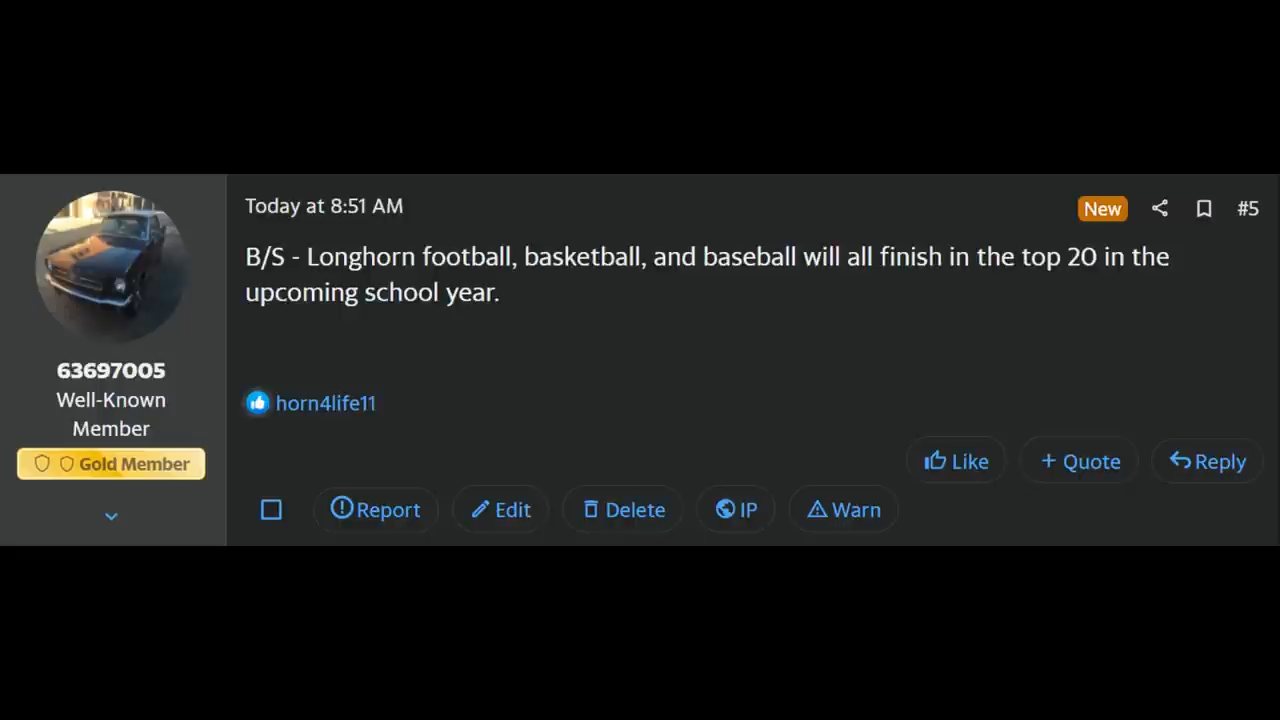 Today at 8:51 AM
New
#5
B/S - Longhorn football, basketball, and baseball will all finish in the top 20 in the
upcoming school year.
63697005
Well-Known
Member
Gold Member
horn4life11
Like
Quote
Reply
Report
Edit
Delete
IP
Warn